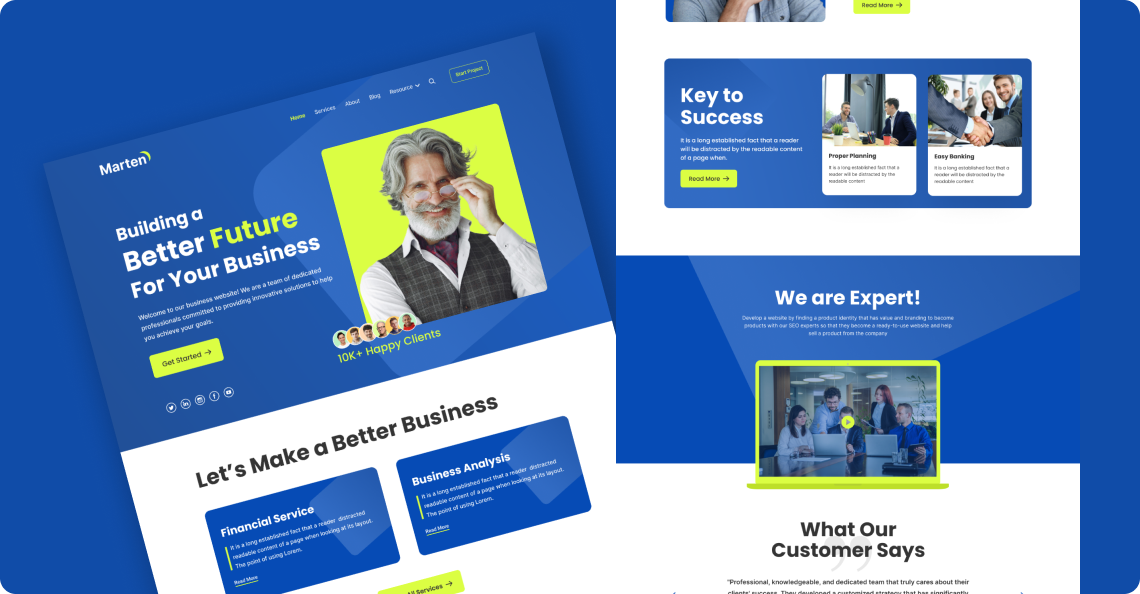 Marten
Home
Services
About
Blog
Resource
Start Project
Building a
Better Future
For Your Business
Welcome to our business website! We are a team of dedicated
professionals committed to providing innovative solutions to help
you achieve your goals.
Get Started
10K+ Happy Clients
Let's Make a Better Business
Financial Service
It is a long established fact that a reader distracted
readable content of a page when looking at its layout.
The point of using Lorem.
Read More
Business Analysis
It is a long established fact that a reader distracted
readable content of a page when looking at its layout.
The point of using Lorem.
Read More
All Services
Read More
Key to
Success
It is a long established fact that a reader
will be distracted by the readable content
of a page when.
Read More
Proper Planning
It is a long established fact that a
reader will be distracted by the
readable content
Easy Banking
It is a long established fact that a
reader will be distracted by the
readable content
We are Expert!
Develop a website by finding a product identity that has value and branding to become
products with our SEO experts so that they become a ready-to-use website and help
sell a product from the company
What Our
Customer Says
"Professional, knowledgeable, and dedicated team that truly cares about their
clients' success. They developed a customized strategy that has significantly